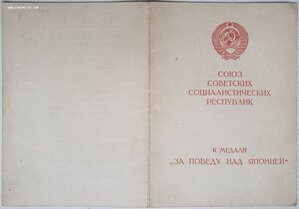 СОЮЗ
СОВЕТСКИХ
СОЦИАЛИСТИЧЕСКИХ
РЕСПУБЛИК
К МЕДАЛИ
„ЗА ПОБЕДУ НАД ЯПОНИЕЙ“